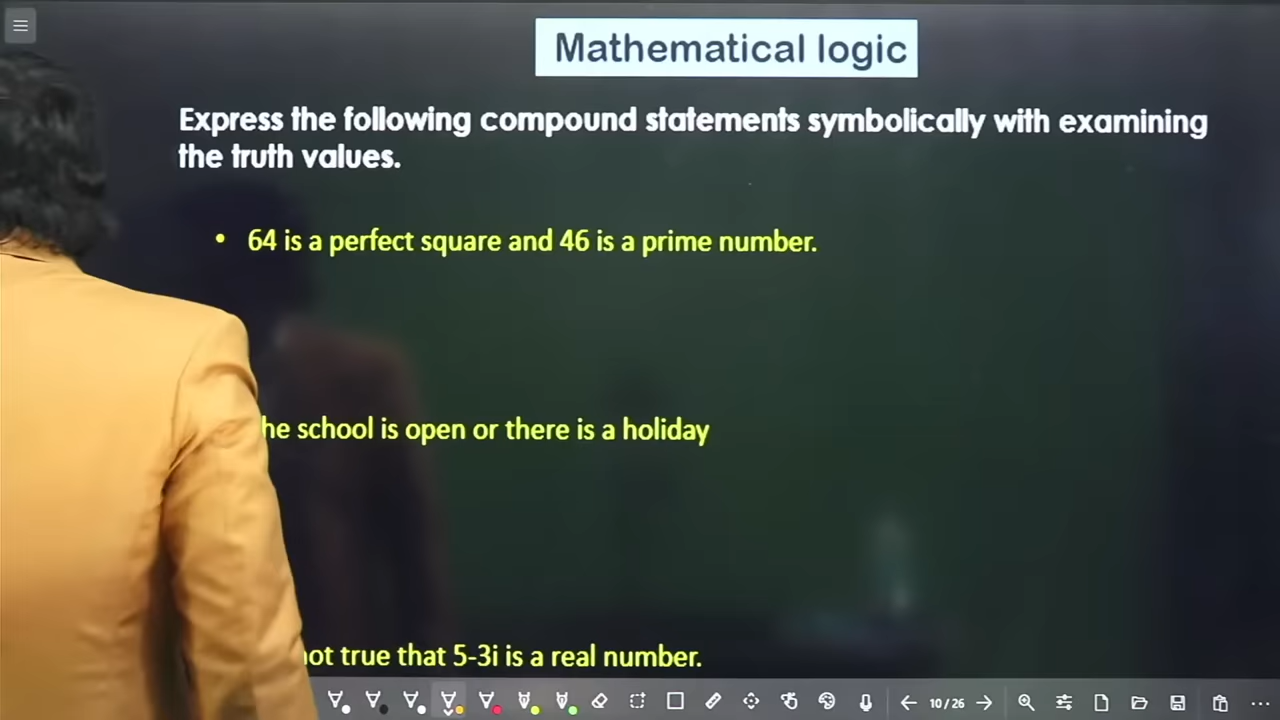 Mathematical logic
Express the following compound statements symbolically with examining
the truth values.
• 64 is a perfect square and 46 is a prime number.
he school is open or there is a holiday
not true that 5-3i is a real number.
10/26